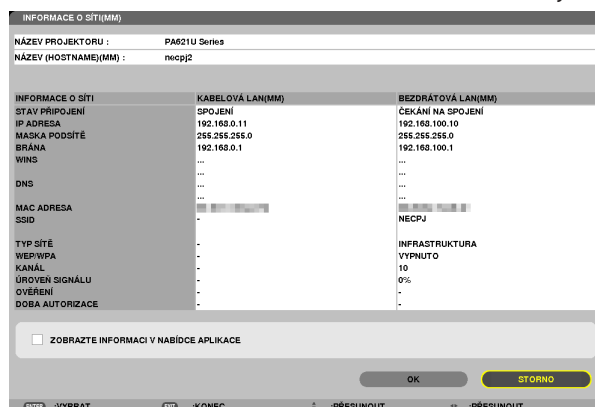 INFORMACE O SÍTI(MM)
NÁZEV PROJEKTORU : PA621U Series
NÁZEV (HOSTNAME)(MM) : necpj2
INFORMACE O SÍTI KABELOVÁ LAN(MM) BEZDRÁTOVÁ LAN(MM)
STAV PŘIPOJENÍ SPOJENÍ ČEKÁNÍ NA SPOJENÍ
IP ADRESA 192.168.0.11 192.168.100.10
MASKA PODSÍTĚ 255.255.255.0 255.255.255.0
BRÁNA 192.168.0.1 192.168.100.1
WINS ... ...
... ...
DNS ... ...
... ...
MAC ADRESA
SSID - NECPJ
TYP SÍTĚ - INFRASTRUKTURA
WEP/WPA - VYPNUTO
KANÁL - 10
ÚROVEŇ SIGNÁLU - 0%
OVĚŘENÍ - -
DOBA AUTORIZACE - -
ZOBRAZTE INFORMACI V NABÍDCE APLIKACE
OK STORNO
ENTER :VYBRAT EXIT :KONEC :PŘESUNOUT :PŘESUNOUT